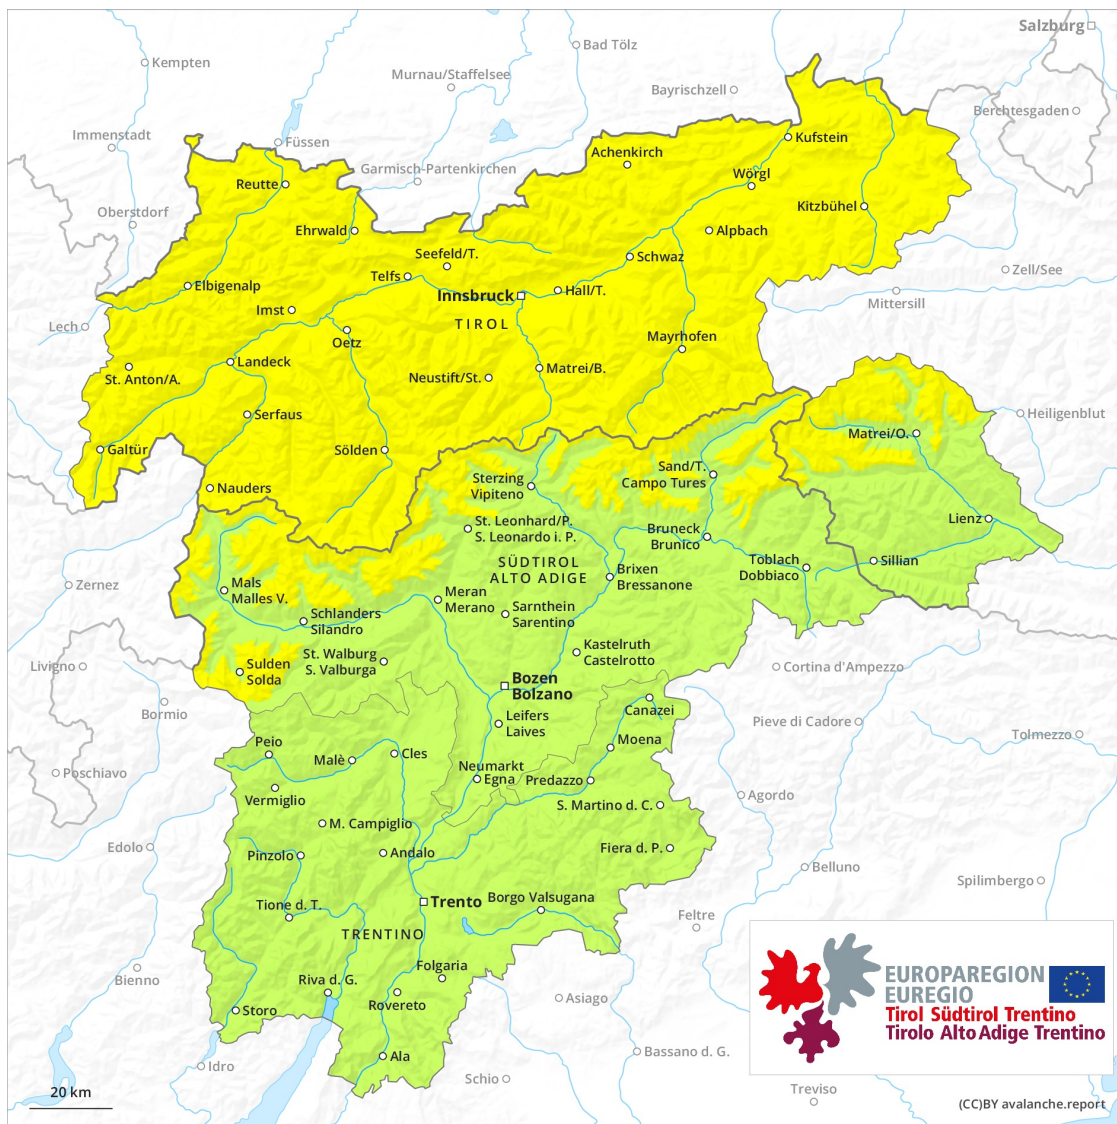 Salzburg
Bad Tölz
Kempten
Murnau/Staffelsee
Bayrischzell
Berchtesgaden
Immenstadt
Füssen
Kufstein
Achenkirch
Garmisch-Partenkirchen
Wörgl
Reutte
Oberstdorf
Kitzbühel
Ehrwald
Alpbach
Seefeld/T.
Schwaz
Zell/See
Telfs
Elbigenalp
Hall/T.
Innsbruck
Mittersill
Imst
TIROL
Lech
Oetz
Mayrhofen
Landeck
Matrei/B.
St. Anton/A.
Neustift/St.
Serfaus
Heiligenblut
Matrei/O.
Galtür
Sölden
Sand/T.
Campo Tures
Sterzing
Vipiteno
Nauders
Lienz
St. Leonhard/P.
S. Leonardo i. P.
Bruneck
Brunico
SÜDTIROL
ALTO ADIGE
Toblach
Dobbiaco
Sillian
Brixen
Bressanone
Zernez
Mals
Malles V.
Meran
Merano
Schlanders
Silandro
Sarnthein
Sarentino
Kastelruth
Castelrotto
St. Walburg
S. Valburga
Livigno
Sulden
Solda
Cortina d'Ampezzo
Bozen
Bolzano
Bormio
Canazei
Leifers
Laives
Pieve di Cadore
Tolmezzo
Peio
Moena
Cles
Malè
Poschiavo
Neumarkt
Egna
Predazzo
Vermiglio
Agordo
S. Martino d. C.
M. Campiglio
Edolo
Pinzolo
Andalo
Fiera d. P.
Belluno
Spilimbergo
Tione d. T.
Trento
Borgo Valsugana
Feltre
TRENTINO
Folgaria
Bienno
Riva d. G.
Rovereto
Asiago
Storo
EUROPAREGION
EUREGIO
Tirol Südtirol Trentino
Tirolo Alto Adige Trentino
Ala
Bassano d. G.
Idro
Schio
Treviso
20 km
(CC)BY avalanche.report